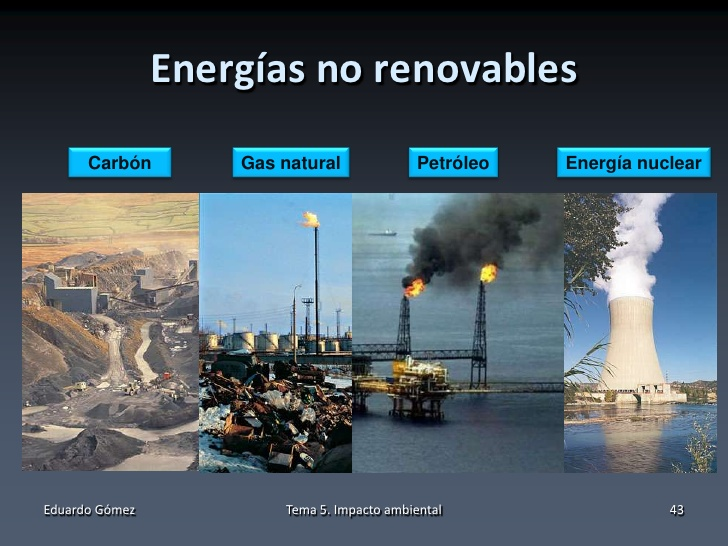 Energías no renovables
Carbón
Gas natural
Petróleo
Energía nuclear
Eduardo Gómez
Tema 5. Impacto ambiental
43